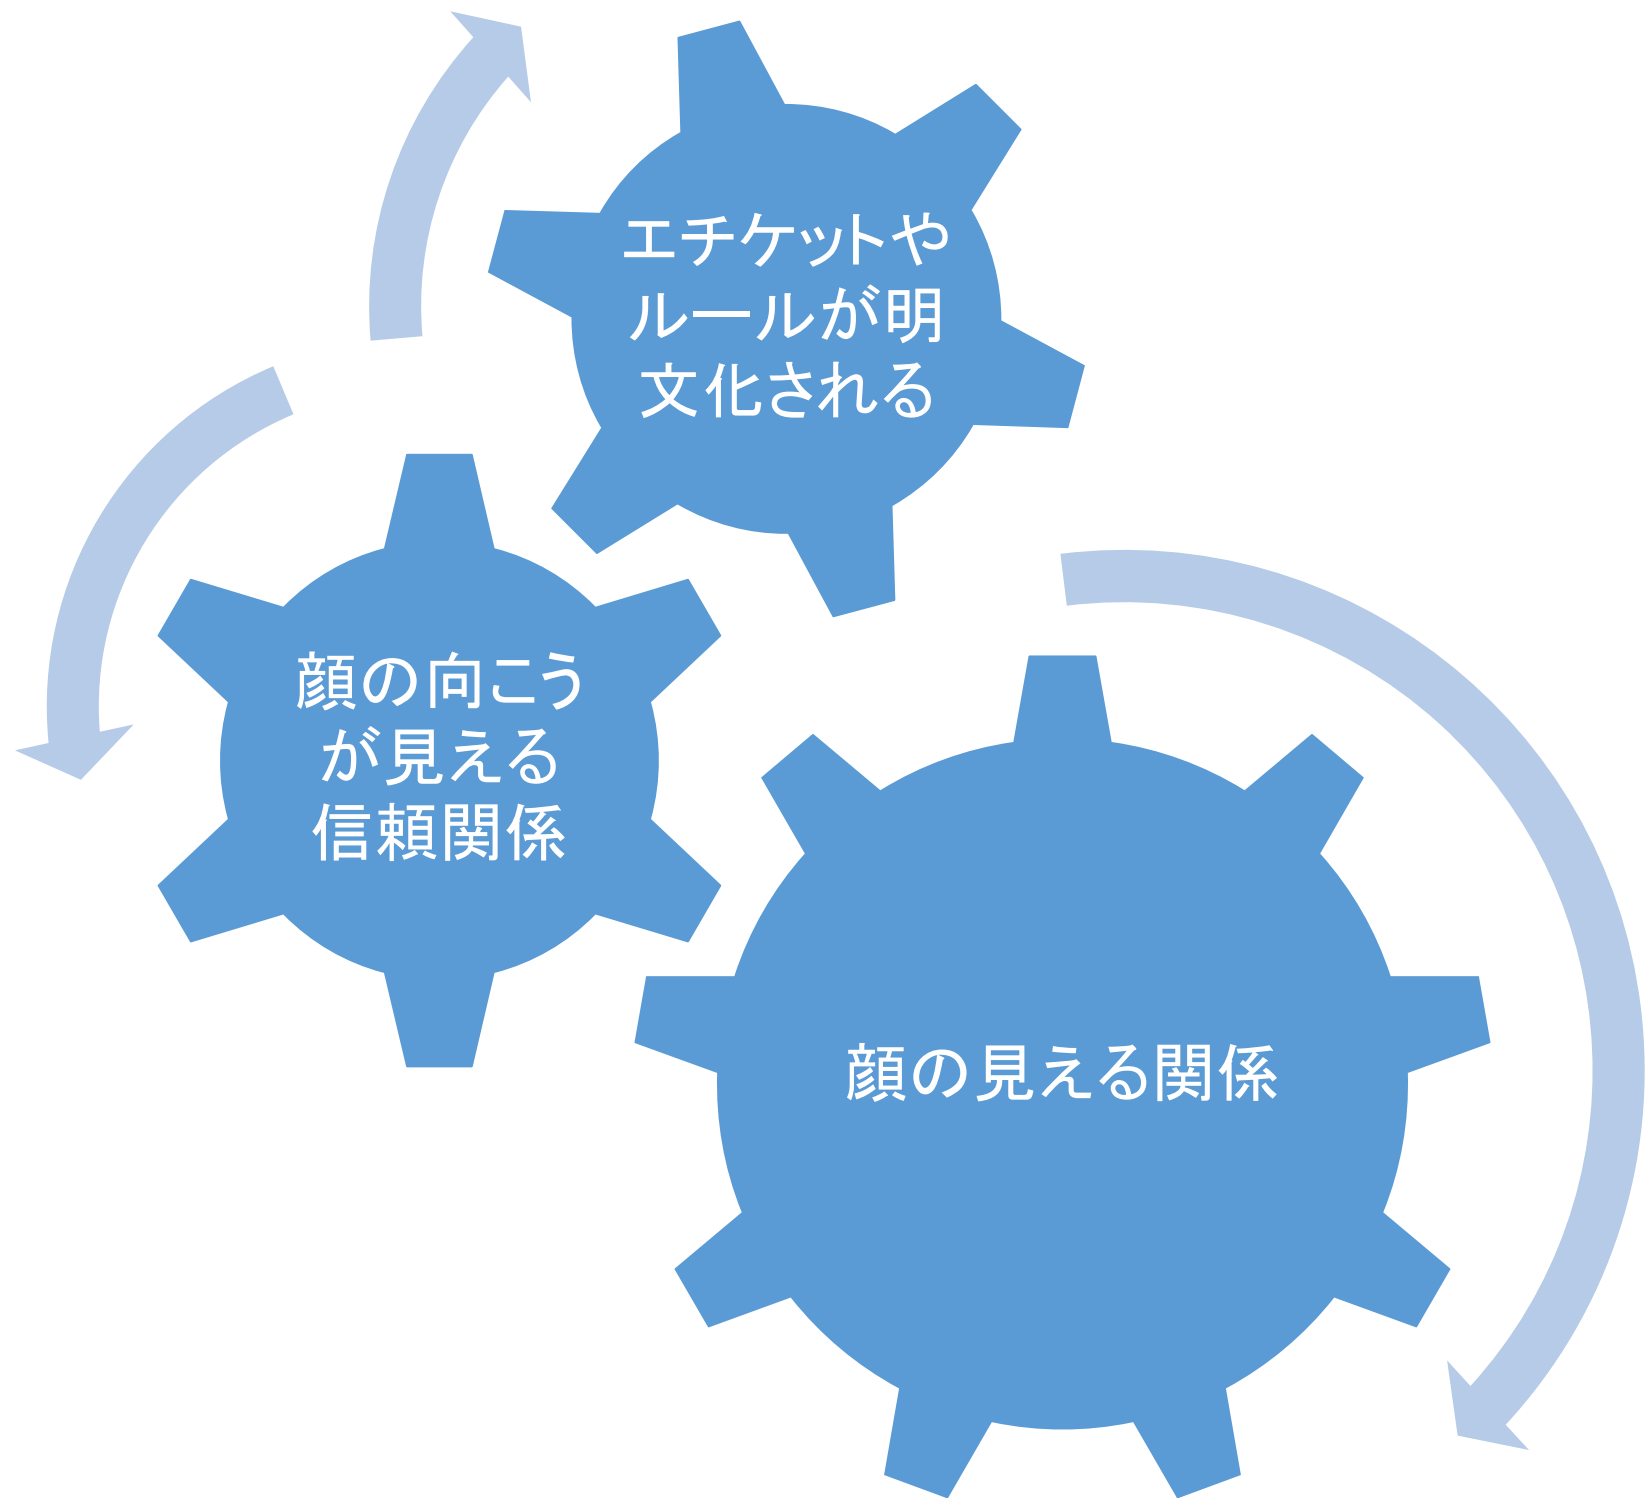 エチケットや
ルールが明
文化される
顔の向こう
が見える
信頼関係
顔の見える関係